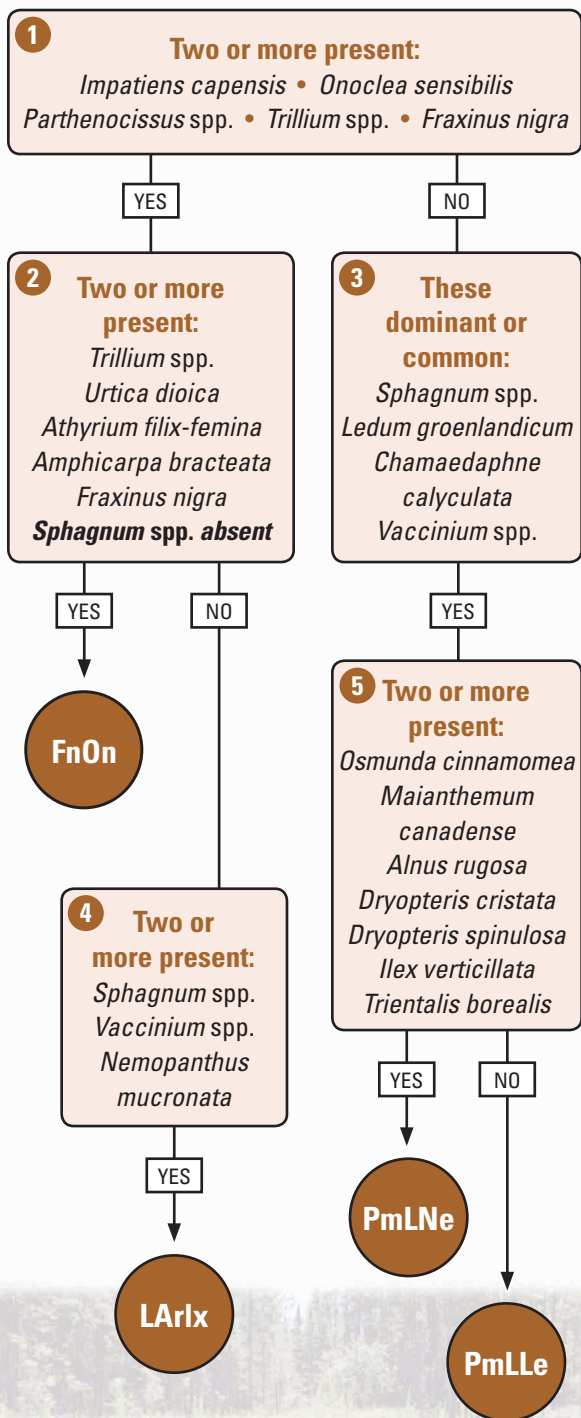 1
Two or more present:
Impatiens capensis • Onoclea sensibilis
Parthenocissus spp. • Trillium spp. • Fraxinus nigra
YES
NO
2
Two or more
present:
Trillium spp.
Urtica dioica
Athyrium filix-femina
Amphicarpa bracteata
Fraxinus nigra
Sphagnum spp. absent
3
These
dominant or
common:
Sphagnum spp.
Ledum groenlandicum
Chamaedaphne
calyculata
Vaccinium spp.
YES
NO
YES
FnOn
5
Two or more
present:
Osmunda cinnamomea
Maianthemum
canadense
Alnus rugosa
Dryopteris cristata
Dryopteris spinulosa
Ilex verticillata
Trientalis borealis
4
Two or
more present:
Sphagnum spp.
Vaccinium spp.
Nemopanthus
mucronata
YES
NO
YES
PmLNe
LArIx
PmLLe